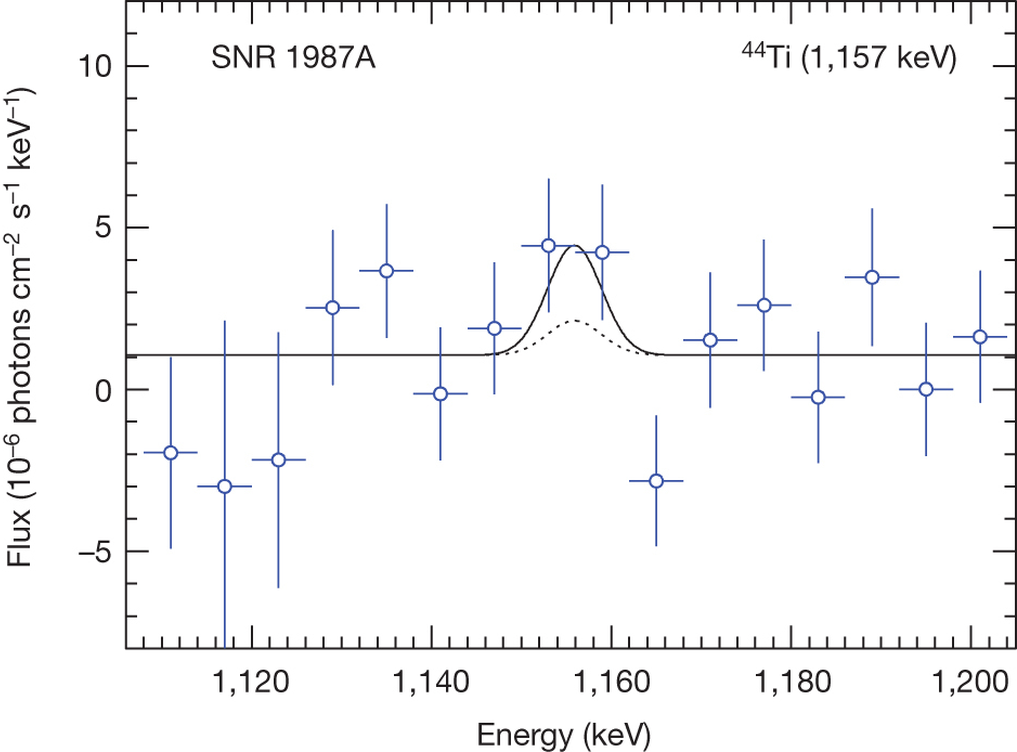 SNR 1987A
⁴⁴Ti (1,157 keV)
Flux (10⁻⁶ photons cm⁻² s⁻¹ keV⁻¹)
10
5
0
−5
1,120
1,140
1,160
1,180
1,200
Energy (keV)